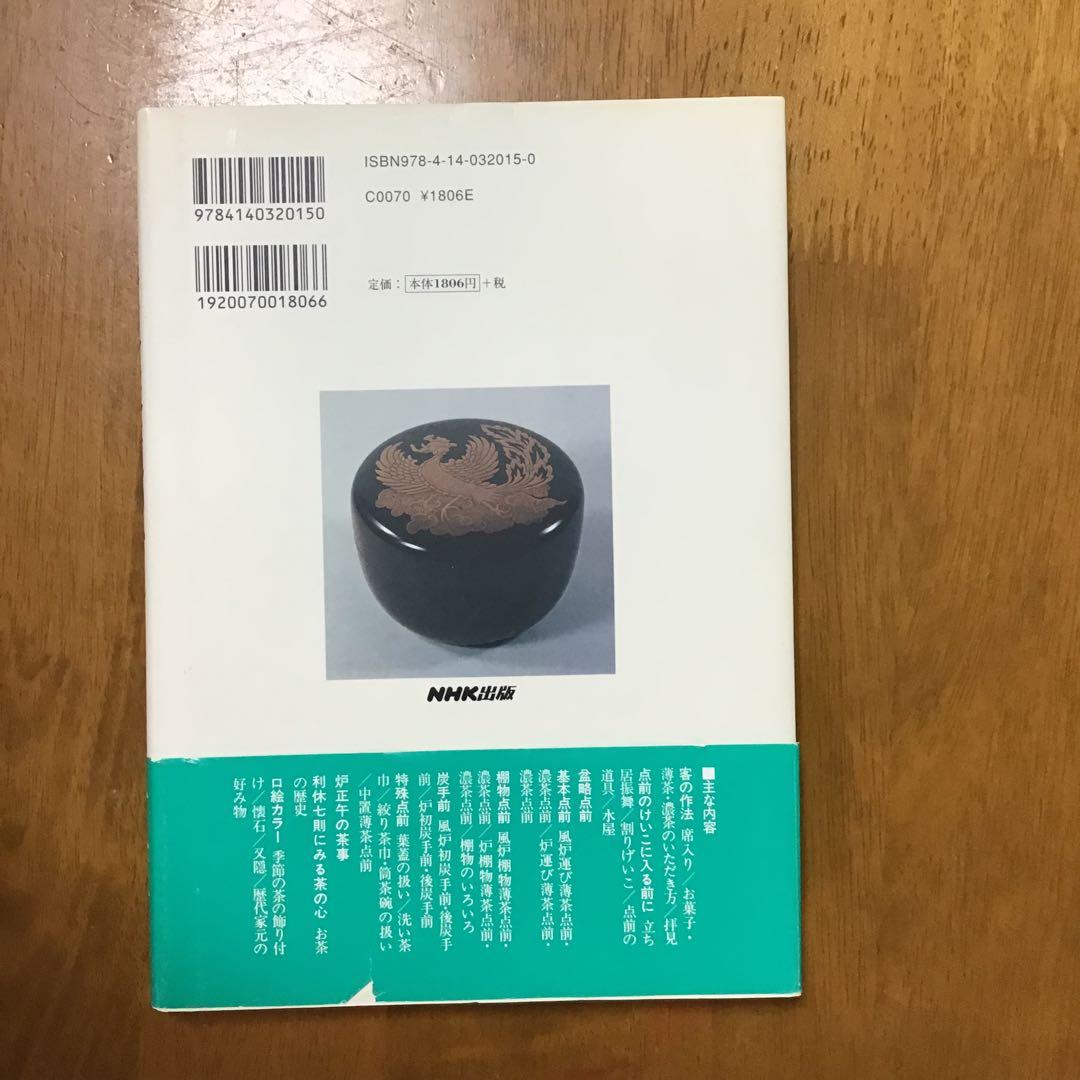 ISBN978-4-14-032015-0
9784140320150
C0070 ¥1806E
1920070018066
定価：本体1806円＋税
NHK出版
■主な内容
客の作法 席入り／お菓子・
薄茶・濃茶のいただき方／拝見
点前のけいこに入る前に 立ち
居振舞／割りげいこ／点前の
道具／水屋
盆略点前
基本点前 風炉運び薄茶点前・
濃茶点前／炉運び薄茶点前・
濃茶点前
棚物点前 風炉棚物薄茶点前・
濃茶点前／炉棚物薄茶点前・
濃茶点前／棚物のいろいろ
炭手前 風炉初炭手前・後炭手
前／炉初炭手前・後炭手前
特殊点前 葉蓋の扱い／洗い茶
巾／絞り茶巾・筒茶碗の扱い
／中置薄茶点前
炉正午の茶事
利休七則にみる茶の心 お茶
の歴史
口絵カラー 季節の茶の飾り付
け／懐石／又隠／歴代家元の
好み物